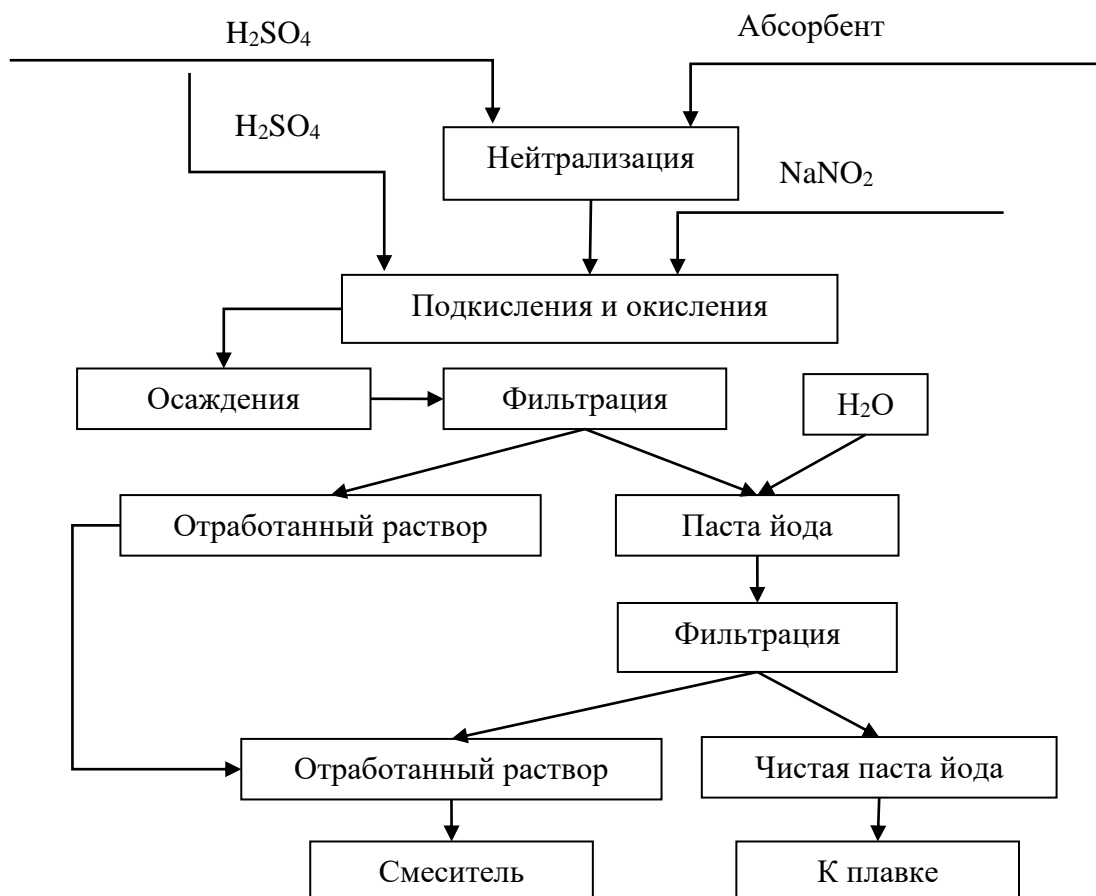 H₂SO₄
Абсорбент
H₂SO₄
Нейтрализация
NaNO₂
Подкисления и окисления
Осаждения
Фильтрация
H₂O
Отработанный раствор
Паста йода
Фильтрация
Отработанный раствор
Чистая паста йода
Смеситель
К плавке